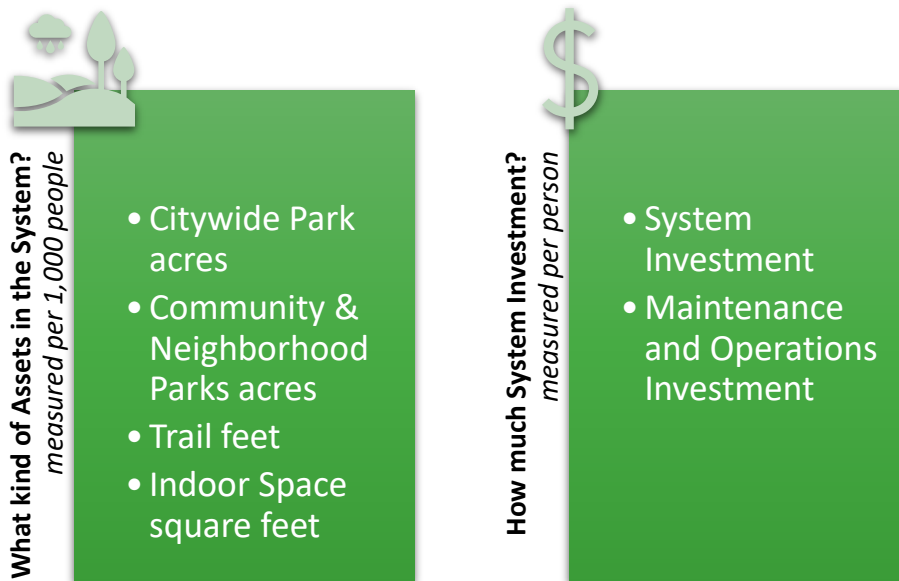 What kind of Assets in the System?
measured per 1,000 people
• Citywide Park
acres
• Community &
Neighborhood
Parks acres
• Trail feet
• Indoor Space
square feet
$
How much System Investment?
measured per person
• System
Investment
• Maintenance
and Operations
Investment